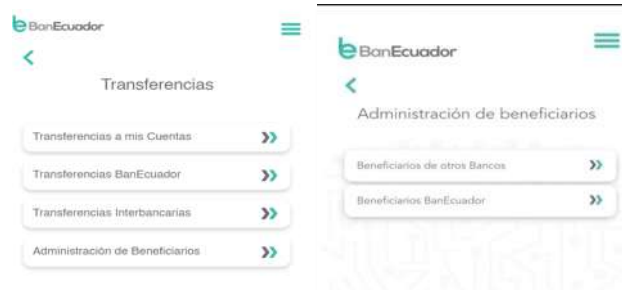 BanEcuador
Transferencias
Transferencias a mis Cuentas
Transferencias BanEcuador
Transferencias Interbancarias
Administración de Beneficiarios
BanEcuador
Administración de beneficiarios
Beneficiarios de otros Bancos
Beneficiarios BanEcuador